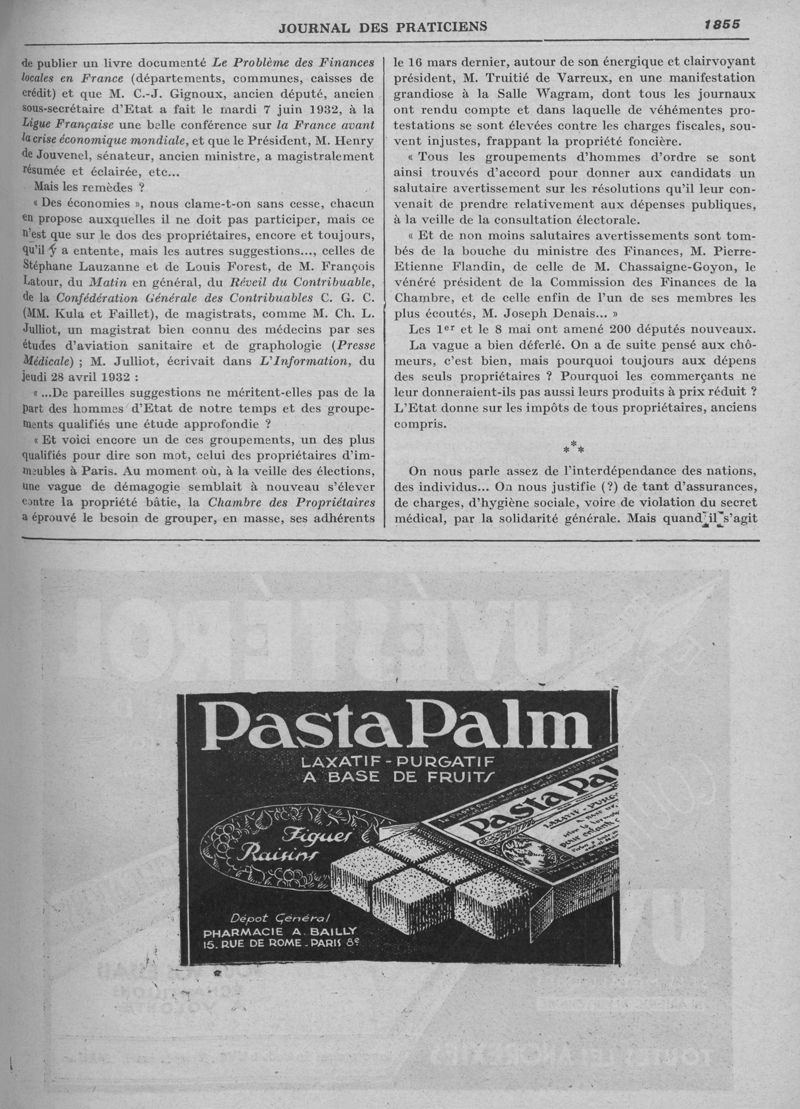 JOURNAL DES PRATICIENS
1855
de publier un livre documenté Le Problème des Finances
locales en France (départements, communes, caisses de
crédit) et que M. C.-J. Gignoux, ancien député, ancien
sous-secrétaire d'Etat a fait le mardi 7 juin 1932, à la
Ligue Française une belle conférence sur la France avant
la crise économique mondiale, et que le Président, M. Henry
de Jouvenel, sénateur, ancien ministre, a magistralement
résumée et éclairée, etc...
Mais les remèdes ?
« Des économies », nous clame-t-on sans cesse, chacun
en propose auxquelles il ne doit pas participer, mais ce
n'est que sur le dos des propriétaires, encore et toujours,
qu'il y a entente, mais les autres suggestions..., celles de
Stéphane Lauzanne et de Louis Forest, de M. François
Latour, du Matin en général, du Réveil du Contribuable,
de la Confédération Générale des Contribuables C. G. C.
(MM. Kula et Faillet), de magistrats, comme M. Ch. L.
Julliot, un magistrat bien connu des médecins par ses
études d'aviation sanitaire et de graphologie (Presse
Médicale) ; M. Julliot, écrivait dans L'Information, du
jeudi 28 avril 1932 :
« ...De pareilles suggestions ne méritent-elles pas de la
part des hommes d'Etat de notre temps et des groupe-
ments qualifiés une étude approfondie ?
« Et voici encore un de ces groupements, un des plus
qualifiés pour dire son mot, celui des propriétaires d'im-
meubles à Paris. Au moment où, à la veille des élections,
une vague de démagogie semblait à nouveau s'élever
contre la propriété bâtie, la Chambre des Propriétaires
a éprouvé le besoin de grouper, en masse, ses adhérents
le 16 mars dernier, autour de son énergique et clairvoyant
président, M. Truitié de Varreux, en une manifestation
grandiose à la Salle Wagram, dont tous les journaux
ont rendu compte et dans laquelle de véhémentes pro-
testations se sont élevées contre les charges fiscales, sou-
vent injustes, frappant la propriété foncière.
« Tous les groupements d'hommes d'ordre se sont
ainsi trouvés d'accord pour donner aux candidats un
salutaire avertissement sur les résolutions qu'il leur con-
venait de prendre relativement aux dépenses publiques,
à la veille de la consultation électorale.
« Et de non moins salutaires avertissements sont tom-
bés de la bouche du ministre des Finances, M. Pierre-
Etienne Flandin, de celle de M. Chassaigne-Goyon, le
vénéré président de la Commission des Finances de la
Chambre, et de celle enfin de l'un de ses membres les
plus écoutés, M. Joseph Denais... »
Les 1er et le 8 mai ont amené 200 députés nouveaux.
La vague a bien déferlé. On a de suite pensé aux chô-
meurs, c'est bien, mais pourquoi toujours aux dépens
des seuls propriétaires ? Pourquoi les commerçants ne
leur donneraient-ils pas aussi leurs produits à prix réduit ?
L'Etat donne sur les impôts de tous propriétaires, anciens
compris.
***
On nous parle assez de l'interdépendance des nations,
des individus... On nous justifie (?) de tant d'assurances,
de charges, d'hygiène sociale, voire de violation du secret
médical, par la solidarité générale. Mais quand il s'agit
Pasta Palm
LAXATIF - PURGATIF
A BASE DE FRUITS
Figues
Raisins
Pasta Pal
LAXATIF - PURG
Dépot Général
PHARMACIE A. BAILLY
15. RUE DE ROME - PARIS 8e